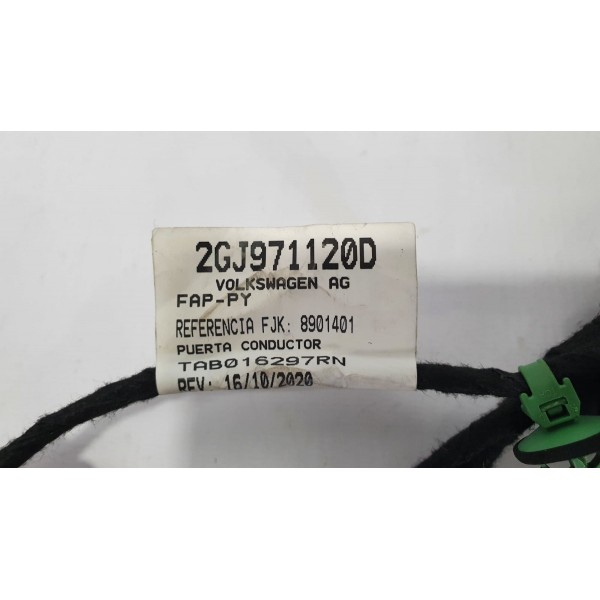 2GJ971120D
VOLKSWAGEN AG
FAP-PY
REFERENCIA FJK: 8901401
PUERTA CONDUCTOR
TAB016297RN
REV: 16/10/2020